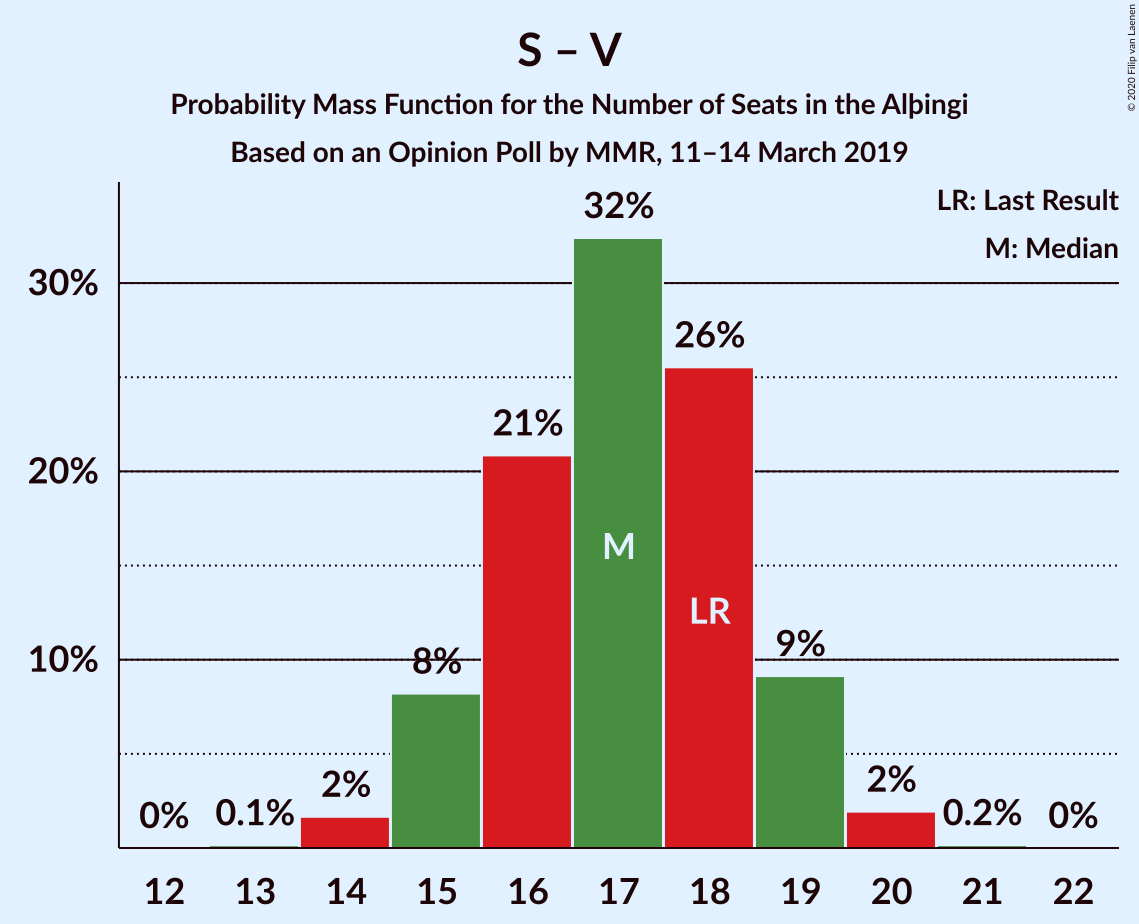 S – V
Probability Mass Function for the Number of Seats in the Alþingi
Based on an Opinion Poll by MMR, 11–14 March 2019
© 2020 Filip van Laenen
LR: Last Result
M: Median
32%
30%
26%
21%
20%
M
LR
9%
10%
8%
2%
2%
0%
0.1%
0.2%
0%
12 13 14 15 16 17 18 19 20 21 22